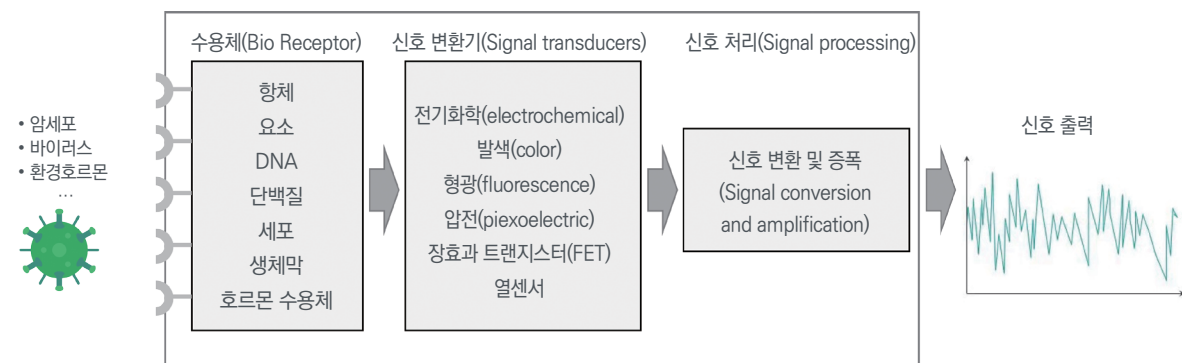 • 암세포
• 바이러스
• 환경호르몬
…
수용체(Bio Receptor)
항체
요소
DNA
단백질
세포
생체막
호르몬 수용체
신호 변환기(Signal transducers)
전기화학(electrochemical)
발색(color)
형광(fluorescence)
압전(piexoelectric)
장효과 트랜지스터(FET)
열센서
신호 처리(Signal processing)
신호 변환 및 증폭
(Signal conversion
and amplification)
신호 출력